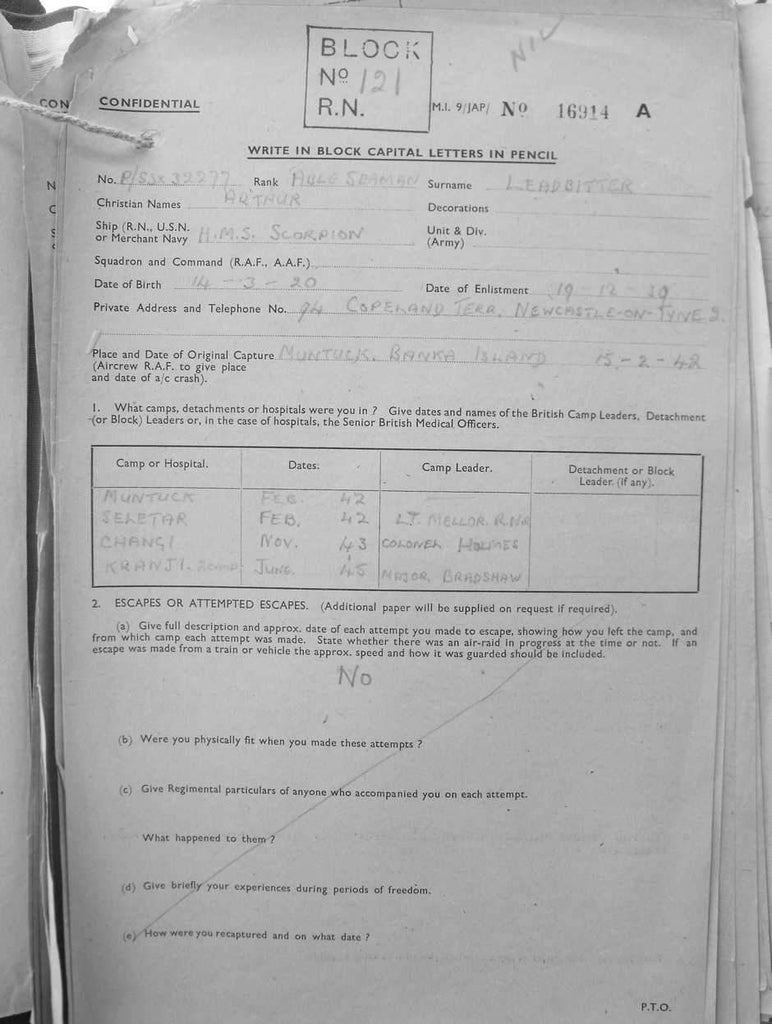 NIL
BLOCK
Nº 121
R.N.
CON
CONFIDENTIAL
M.I. 9/JAP/ Nº 16914 A
WRITE IN BLOCK CAPITAL LETTERS IN PENCIL
No. P/SSX 32277 Rank ABLE SEAMAN Surname LEADBITTER
Christian Names ARTHUR Decorations
Ship (R.N., U.S.N. or Merchant Navy H.M.S. SCORPION Unit & Div. (Army)
Squadron and Command (R.A.F., A.A.F.)
Date of Birth 14 - 3 - 20 Date of Enlistment 19 - 12 - 39
Private Address and Telephone No. 94 COPELAND TERR. NEWCASTLE-ON-TYNE 2.
Place and Date of Original Capture MUNTUCK. BANKA ISLAND 15 - 2 - 42
(Aircrew R.A.F. to give place
and date of a/c crash).
1. What camps, detachments or hospitals were you in ? Give dates and names of the British Camp Leaders, Detachment
(or Block) Leaders or, in the case of hospitals, the Senior British Medical Officers.
Camp or Hospital. Dates. Camp Leader. Detachment or Block Leader. (If any).
MUNTUCK FEB. 42
SELETAR FEB. 42 LT. MELLOR. R.N.R
CHANGI NOV. 43 COLONEL HOLMES
KRANJI. JUNE. 45 MAJOR. BRADSHAW
2. ESCAPES OR ATTEMPTED ESCAPES. (Additional paper will be supplied on request if required).
(a) Give full description and approx. date of each attempt you made to escape, showing how you left the camp, and
from which camp each attempt was made. State whether there was an air-raid in progress at the time or not. If an
escape was made from a train or vehicle the approx. speed and how it was guarded should be included.
NO
(b) Were you physically fit when you made these attempts ?
(c) Give Regimental particulars of anyone who accompanied you on each attempt.
What happened to them ?
(d) Give briefly your experiences during periods of freedom.
(e) How were you recaptured and on what date ?
P.T.O.